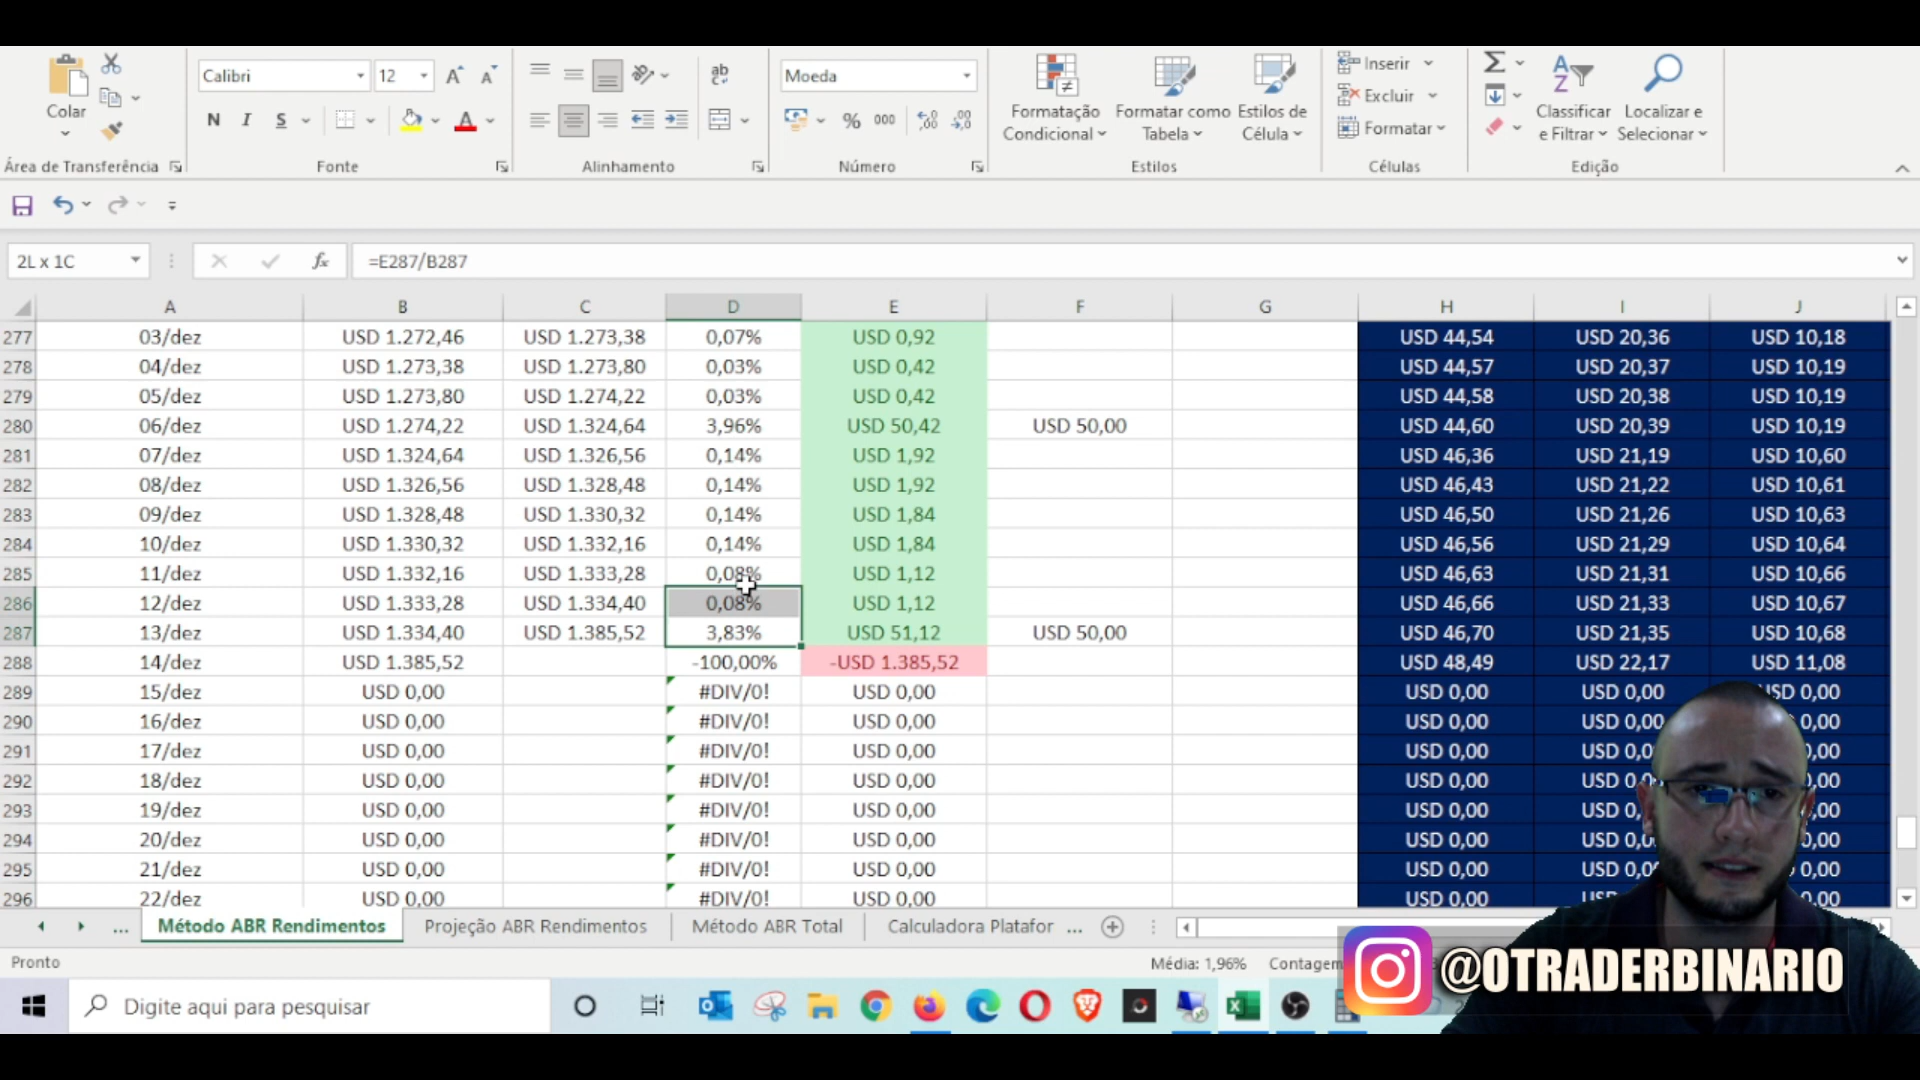 Calibri 12 Moeda
Colar
N I S
% 000
Formatação Condicional
Formatar como Tabela
Estilos de Célula
Inserir
Excluir
Formatar
Classificar e Filtrar
Localizar e Selecionar
Área de Transferência Fonte Alinhamento Número Estilos Células Edição
2L x 1C fx =E287/B287
A B C D E F G H I J
277 03/dez USD 1.272,46 USD 1.273,38 0,07% USD 0,92 USD 44,54 USD 20,36 USD 10,18
278 04/dez USD 1.273,38 USD 1.273,80 0,03% USD 0,42 USD 44,57 USD 20,37 USD 10,19
279 05/dez USD 1.273,80 USD 1.274,22 0,03% USD 0,42 USD 44,58 USD 20,38 USD 10,19
280 06/dez USD 1.274,22 USD 1.324,64 3,96% USD 50,42 USD 50,00 USD 44,60 USD 20,39 USD 10,19
281 07/dez USD 1.324,64 USD 1.326,56 0,14% USD 1,92 USD 46,36 USD 21,19 USD 10,60
282 08/dez USD 1.326,56 USD 1.328,48 0,14% USD 1,92 USD 46,43 USD 21,22 USD 10,61
283 09/dez USD 1.328,48 USD 1.330,32 0,14% USD 1,84 USD 46,50 USD 21,26 USD 10,63
284 10/dez USD 1.330,32 USD 1.332,16 0,14% USD 1,84 USD 46,56 USD 21,29 USD 10,64
285 11/dez USD 1.332,16 USD 1.333,28 0,08% USD 1,12 USD 46,63 USD 21,31 USD 10,66
286 12/dez USD 1.333,28 USD 1.334,40 0,08% USD 1,12 USD 46,66 USD 21,33 USD 10,67
287 13/dez USD 1.334,40 USD 1.385,52 3,83% USD 51,12 USD 50,00 USD 46,70 USD 21,35 USD 10,68
288 14/dez USD 1.385,52 -100,00% -USD 1.385,52 USD 48,49 USD 22,17 USD 11,08
289 15/dez USD 0,00 #DIV/0! USD 0,00 USD 0,00 USD 0,00 USD 0,00
290 16/dez USD 0,00 #DIV/0! USD 0,00 USD 0,00 USD 0,00 0,00
291 17/dez USD 0,00 #DIV/0! USD 0,00 USD 0,00 USD
292 18/dez USD 0,00 #DIV/0! USD 0,00 USD 0,00 USD
293 19/dez USD 0,00 #DIV/0! USD 0,00 USD 0,00 USD
294 20/dez USD 0,00 #DIV/0! USD 0,00 USD 0,00 USD
295 21/dez USD 0,00 #DIV/0! USD 0,00 USD 0,00 USD
296 22/dez USD 0,00 #DIV/0! USD 0,00 USD 0,00
... Método ABR Rendimentos Projeção ABR Rendimentos Método ABR Total Calculadora Platafor ...
Pronto Média: 1,96%
@OTRADERBINARIO
Digite aqui para pesquisar